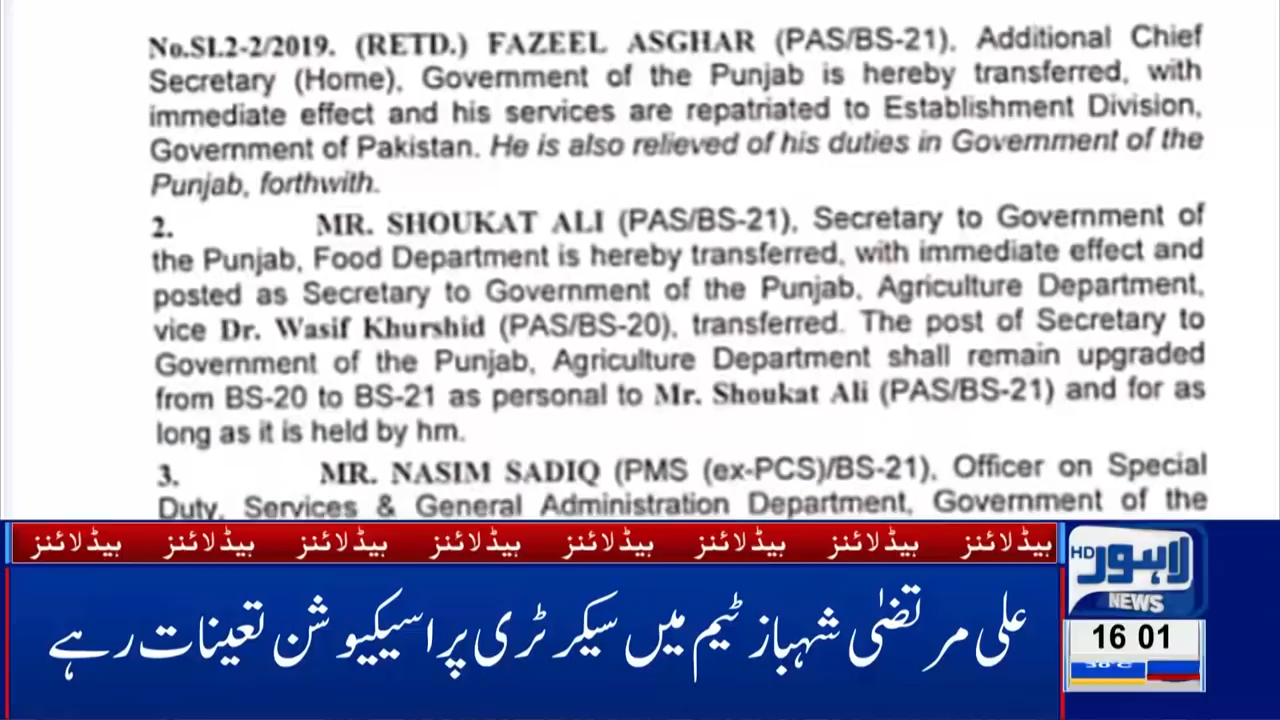 No.SI.2-2/2019. (RETD.) FAZEEL ASGHAR (PAS/BS-21), Additional Chief
Secretary (Home), Government of the Punjab is hereby transferred, with
immediate effect and his services are repatriated to Establishment Division,
Government of Pakistan. He is also relieved of his duties in Government of the
Punjab, forthwith.
2. MR. SHOUKAT ALI (PAS/BS-21), Secretary to Government of
the Punjab, Food Department is hereby transferred, with immediate effect and
posted as Secretary to Government of the Punjab, Agriculture Department,
vice Dr. Wasif Khurshid (PAS/BS-20), transferred. The post of Secretary to
Government of the Punjab, Agriculture Department shall remain upgraded
from BS-20 to BS-21 as personal to Mr. Shoukat Ali (PAS/BS-21) and for as
long as it is held by hm.
3. MR. NASIM SADIQ (PMS (ex-PCS)/BS-21), Officer on Special
Duty, Services & General Administration Department, Government of the
ہیڈلائنز ہیڈلائنز ہیڈلائنز ہیڈلائنز ہیڈلائنز ہیڈلائنز ہیڈلائنز ہیڈلائنز
علی مرتضیٰ شہباز ٹیم میں سیکرٹری پراسیکیوشن تعینات رہے
HD لاہور
NEWS
16 01